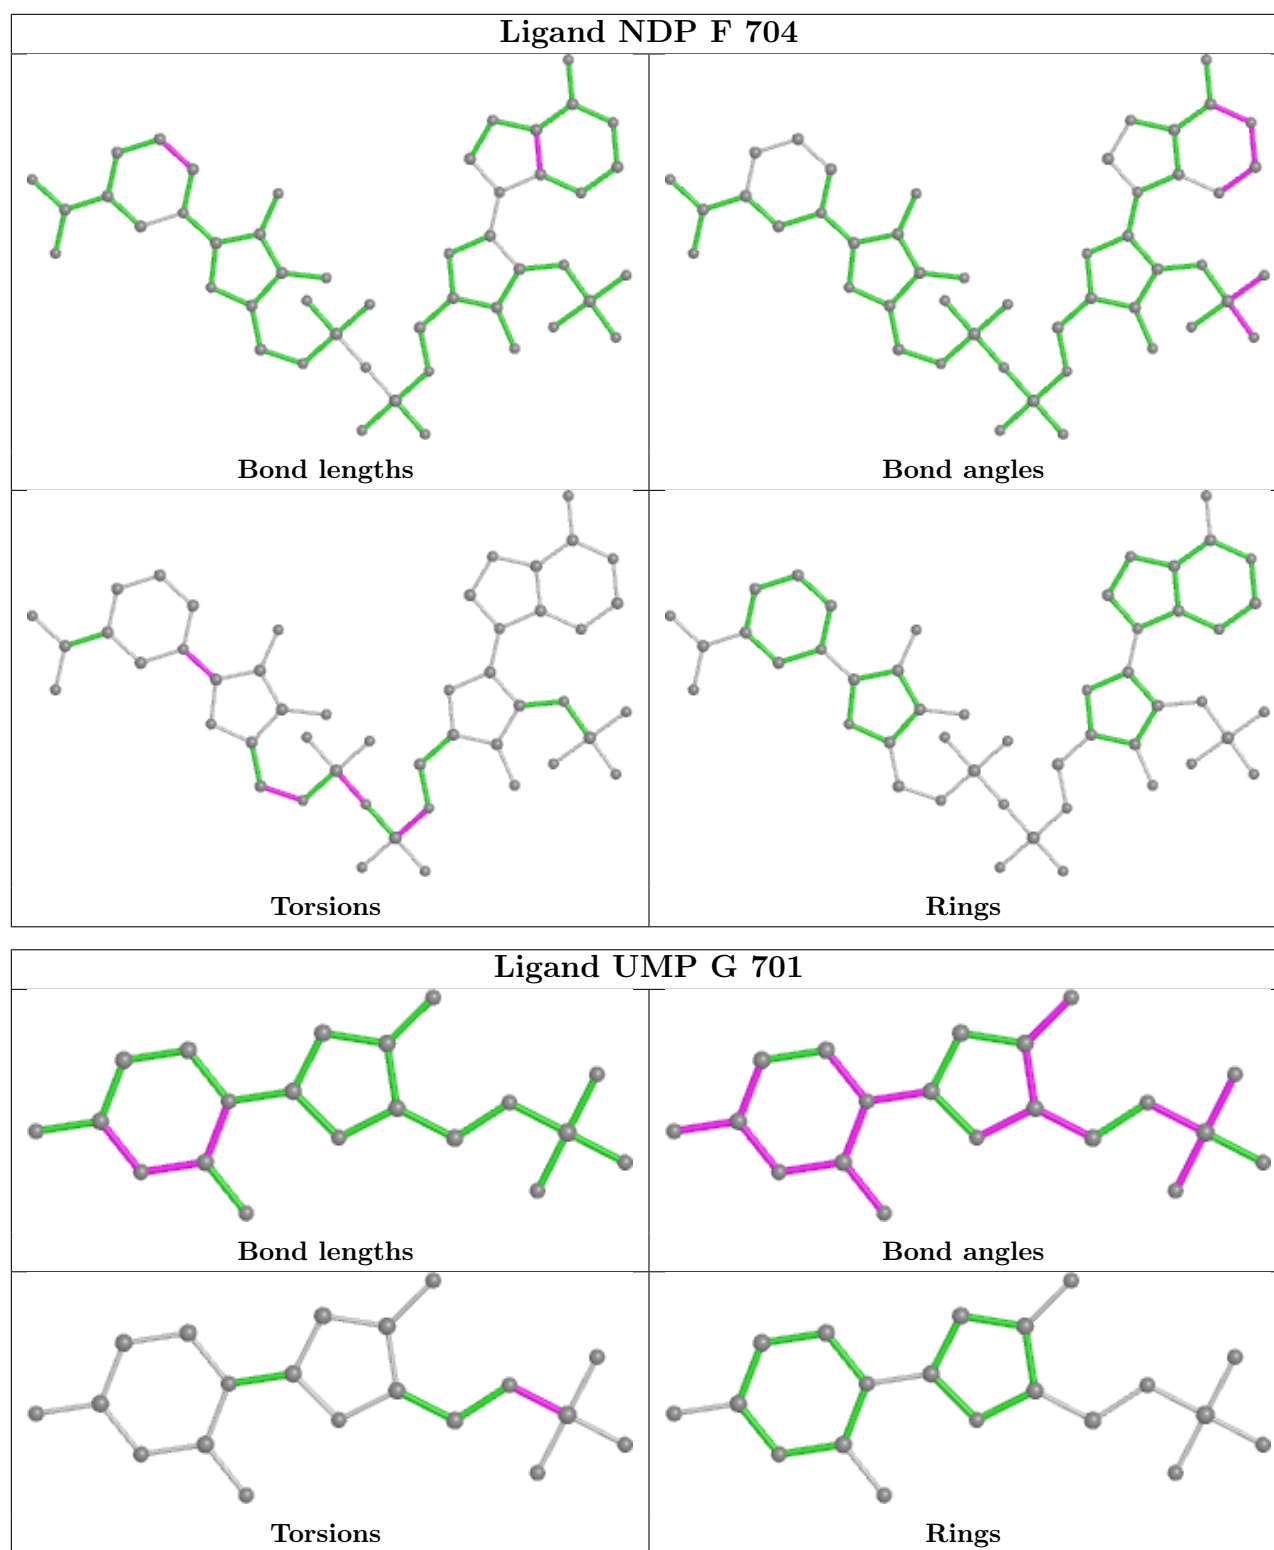 Ligand NDP F 704
Bond lengths
Bond angles
Torsions
Rings
Ligand UMP G 701
Bond lengths
Bond angles
Torsions
Rings